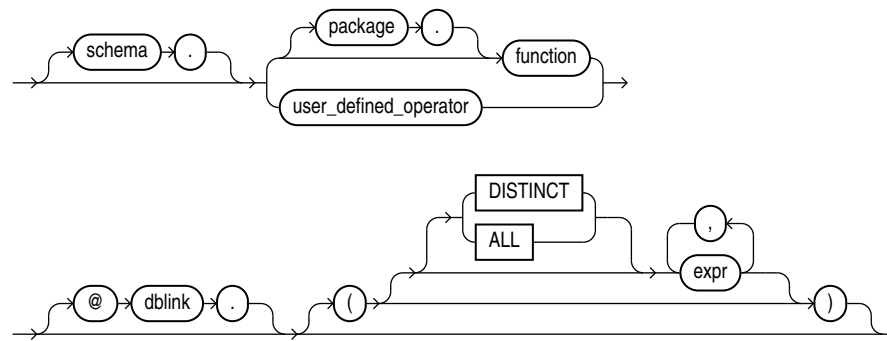 package .
schema . function
user_defined_operator
DISTINCT
ALL ,
expr
@ dblink . ( )